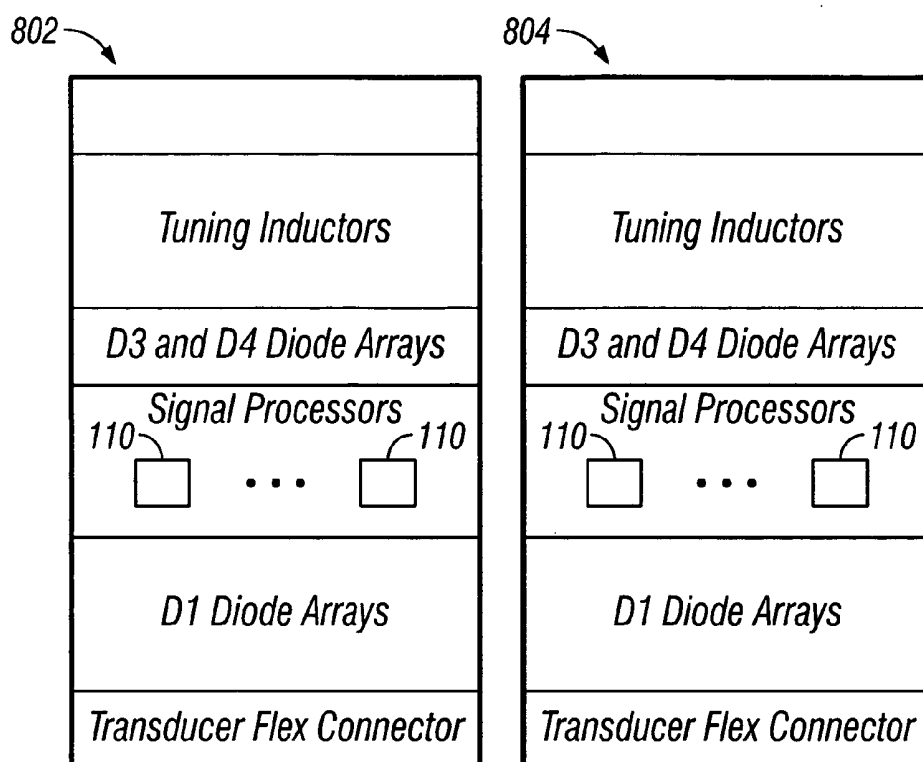 802
Tuning Inductors
D3 and D4 Diode Arrays
Signal Processors
110 110
D1 Diode Arrays
Transducer Flex Connector
804
Tuning Inductors
D3 and D4 Diode Arrays
Signal Processors
110 110
D1 Diode Arrays
Transducer Flex Connector